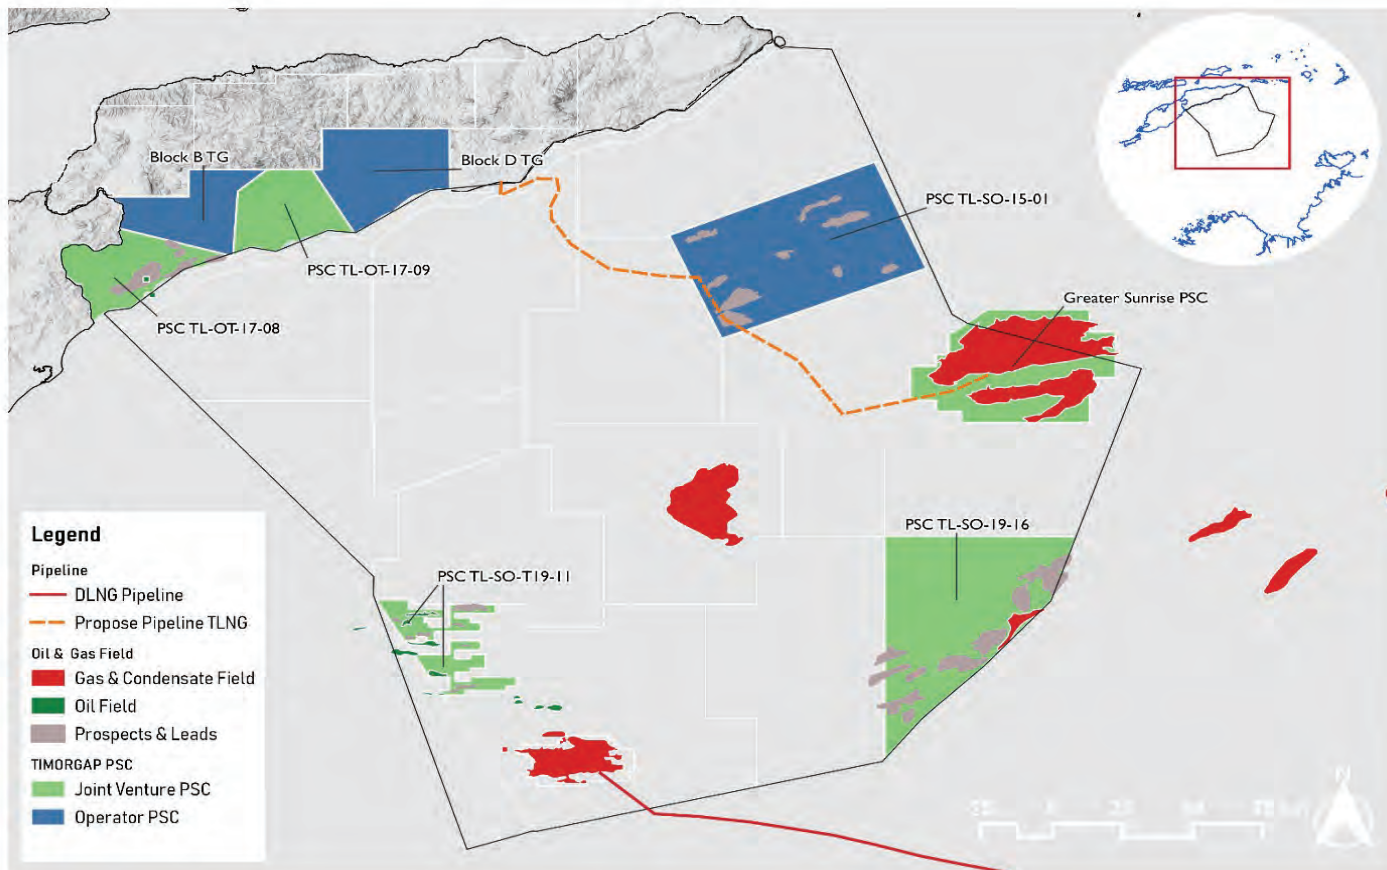 Block B TG
Block D TG
PSC TL-SO-15-01
PSC TL-OT-17-09
Greater Sunrise PSC
PSC TL-OT-17-08
PSC TL-SO-19-16
PSC TL-SO-T19-11
Legend
Pipeline
DLNG Pipeline
Propose Pipeline TLNG
Oil & Gas Field
Gas & Condensate Field
Oil Field
Prospects & Leads
TIMORGAP PSC
Joint Venture PSC
Operator PSC
N